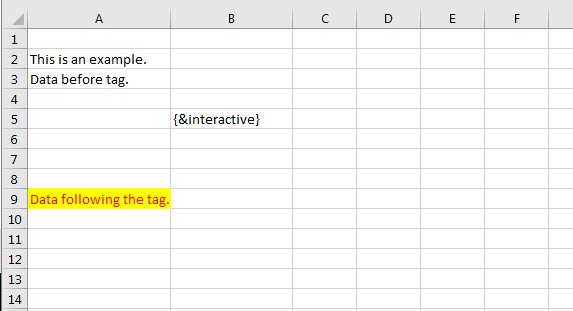 A B C D E F
1
2 This is an example.
3 Data before tag.
4
5 {&interactive}
6
7
8
9 Data following the tag.
10
11
12
13
14